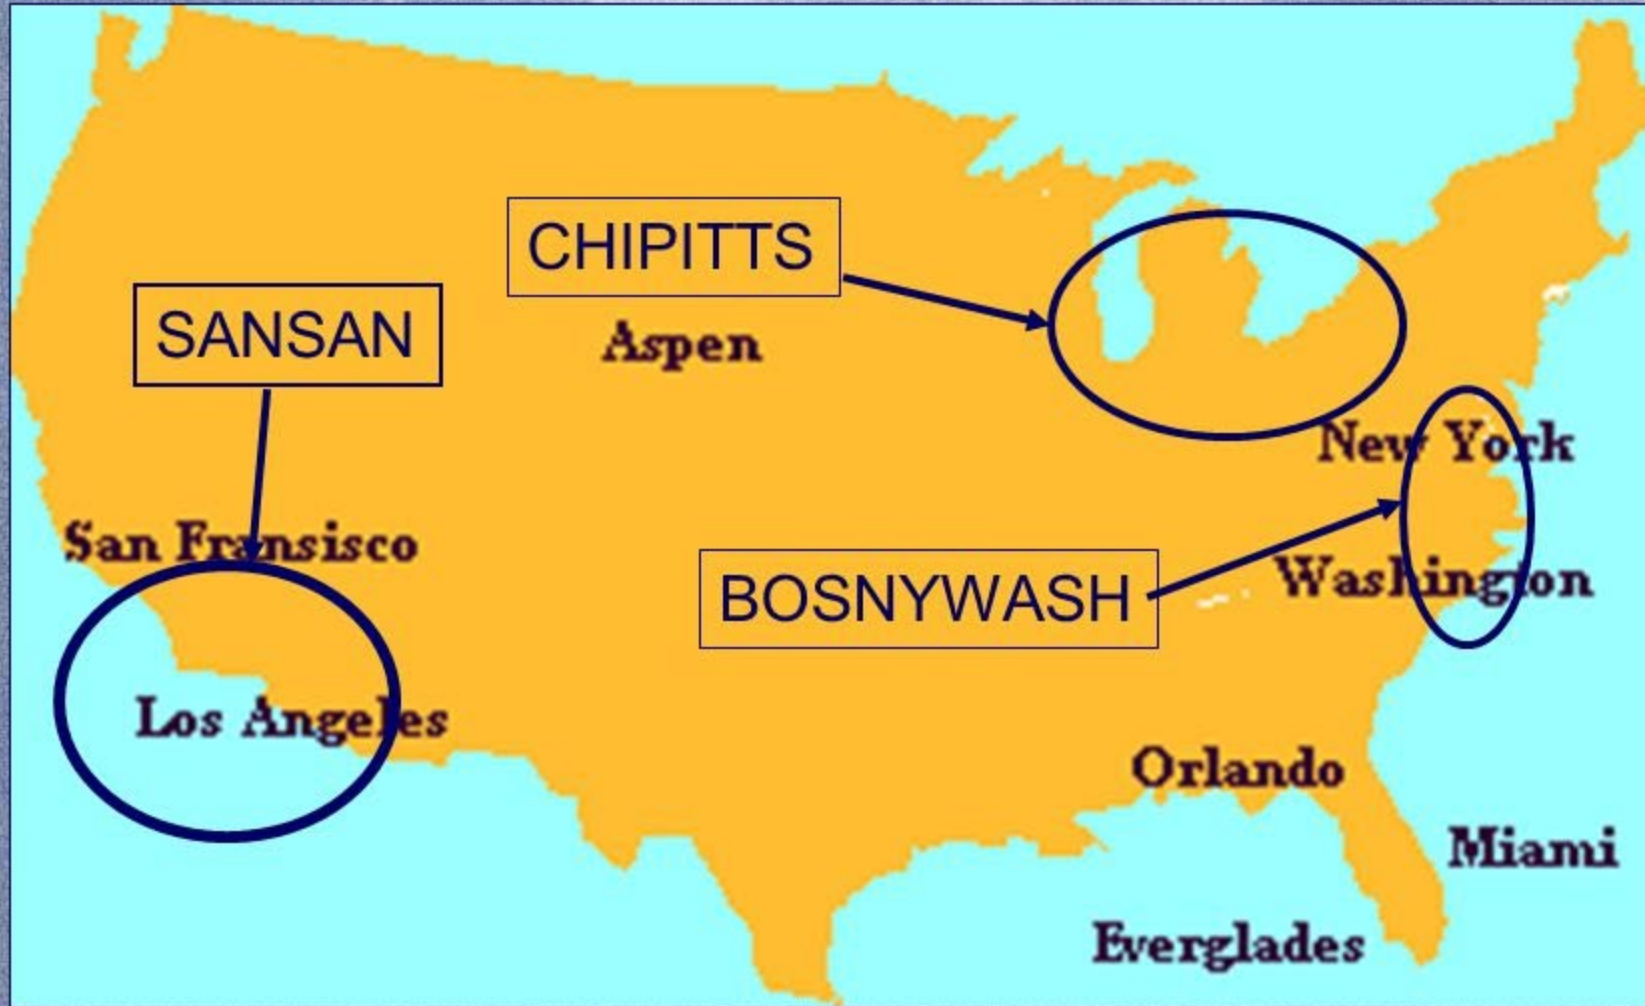 CHIPITTS
SANSAN
Aspen
New York
San Fransisco
BOSNYWASH
Washington
Los Angeles
Orlando
Miami
Everglades